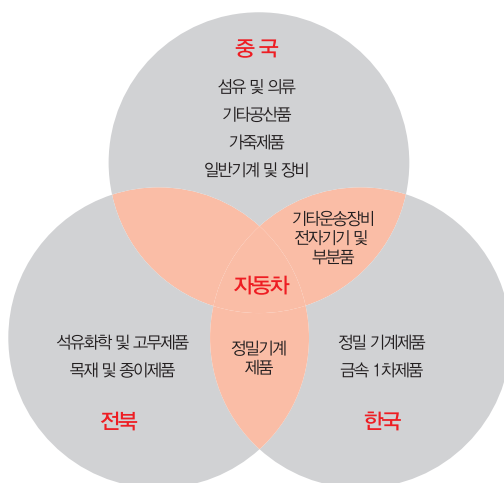 중국
섬유 및 의류
기타공산품
가죽제품
일반기계 및 장비
기타운송장비
전자기기 및
부분품
자동차
석유화학 및 고무제품
목재 및 종이제품
정밀기계
제품
정밀 기계제품
금속 1차제품
전북
한국